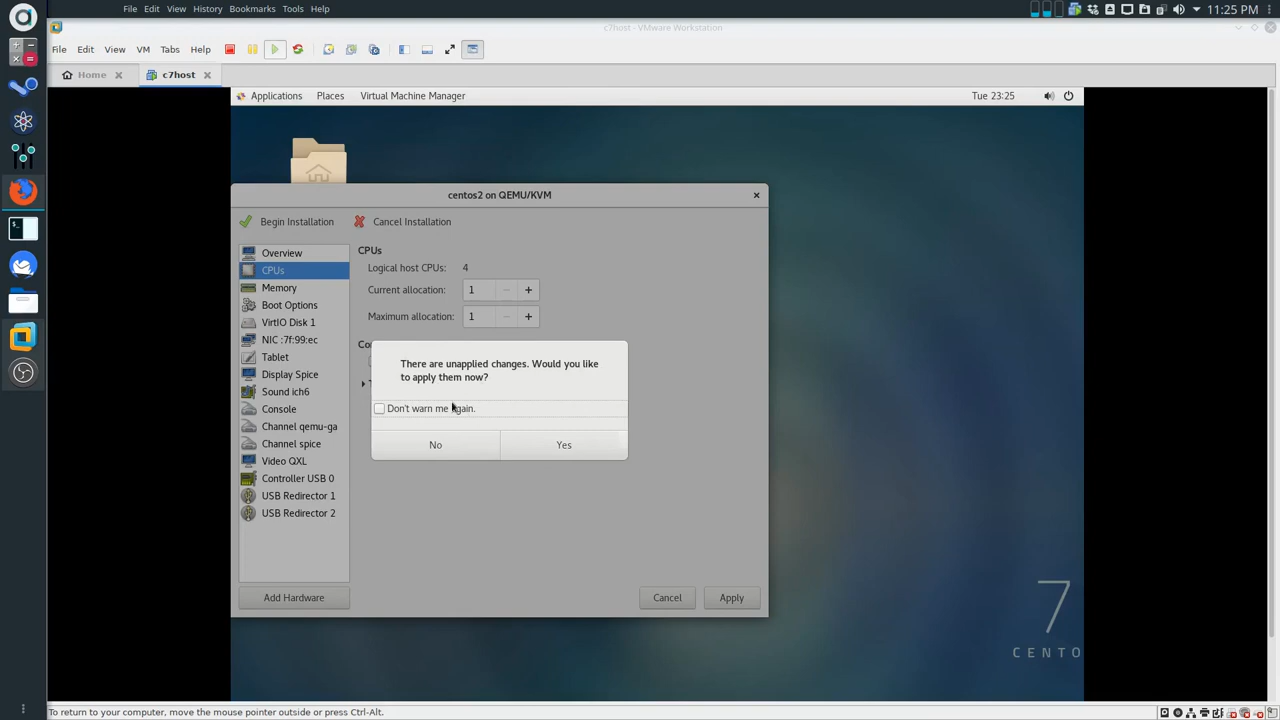 File Edit View History Bookmarks Tools Help 11:25 PM
c7host - VMware Workstation
File Edit View VM Tabs Help
Home c7host
Applications Places Virtual Machine Manager Tue 23:25
centos2 on QEMU/KVM
Begin Installation Cancel Installation
Overview
CPUs
Memory
Boot Options
VirtIO Disk 1
NIC :7f:99:ec
Tablet
Display Spice
Sound ich6
Console
Channel qemu-ga
Channel spice
Video QXL
Controller USB 0
USB Redirector 1
USB Redirector 2
Add Hardware
CPUs
Logical host CPUs: 4
Current allocation: 1
Maximum allocation: 1
There are unapplied changes. Would you like
to apply them now?
Don't warn me again.
No Yes
Cancel Apply
7
CENTO
To return to your computer, move the mouse pointer outside or press Ctrl-Alt.